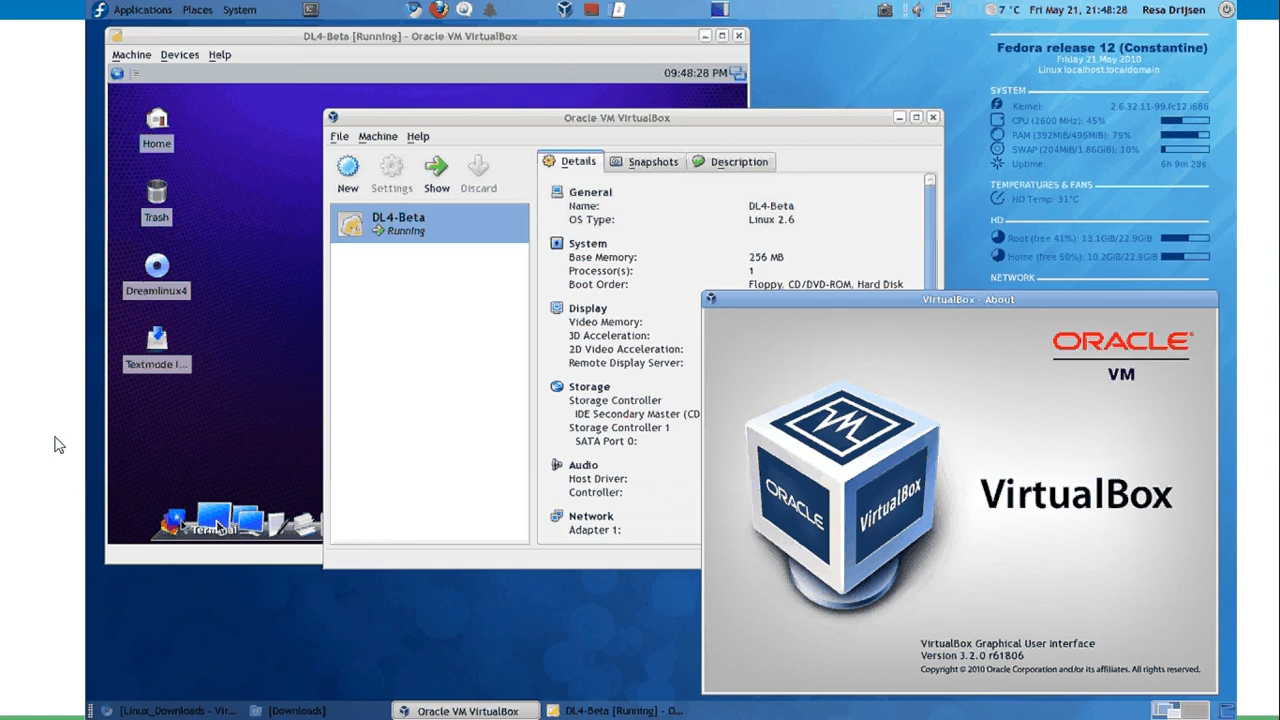 Applications Places System
7 °C Fri May 21, 21:48:28 Resa Drijsen
DL4-Beta [Running] - Oracle VM VirtualBox
Machine Devices Help
09:48:28 PM
Home
Trash
Dreamlinux4
Textmode I...
Terminal
Oracle VM VirtualBox
File Machine Help
New Settings Show Discard
DL4-Beta
Running
Details Snapshots Description
General
Name: DL4-Beta
OS Type: Linux 2.6
System
Base Memory: 256 MB
Processor(s): 1
Boot Order: Floppy, CD/DVD-ROM, Hard Disk
Display
Video Memory:
3D Acceleration:
2D Video Acceleration:
Remote Display Server:
Storage
Storage Controller
IDE Secondary Master (CD
Storage Controller 1
SATA Port 0:
Audio
Host Driver:
Controller:
Network
Adapter 1:
Fedora release 12 (Constantine)
Friday 21 May 2010
Linux localhost.localdomain
SYSTEM
Kernel: 2.6.32.11-99.fc12.i686
CPU (2600 MHz): 45%
RAM (392MiB/496MiB): 79%
SWAP (204MiB/1.86GiB): 10%
Uptime: 6h 9m 28s
TEMPERATURES & FANS
HD Temp: 31°C
HD
Root (free 41%): 13.1GiB/22.9GiB
Home (free 50%): 10.2GiB/22.9GiB
NETWORK
VirtualBox - About
ORACLE
VM
ORACLE
VirtualBox
VirtualBox
VirtualBox Graphical User Interface
Version 3.2.0 r61806
Copyright © 2010 Oracle Corporation and/or its affiliates. All rights reserved.
[Linux_Downloads - Vir... [Downloads] Oracle VM VirtualBox DL4-Beta [Running] - O...